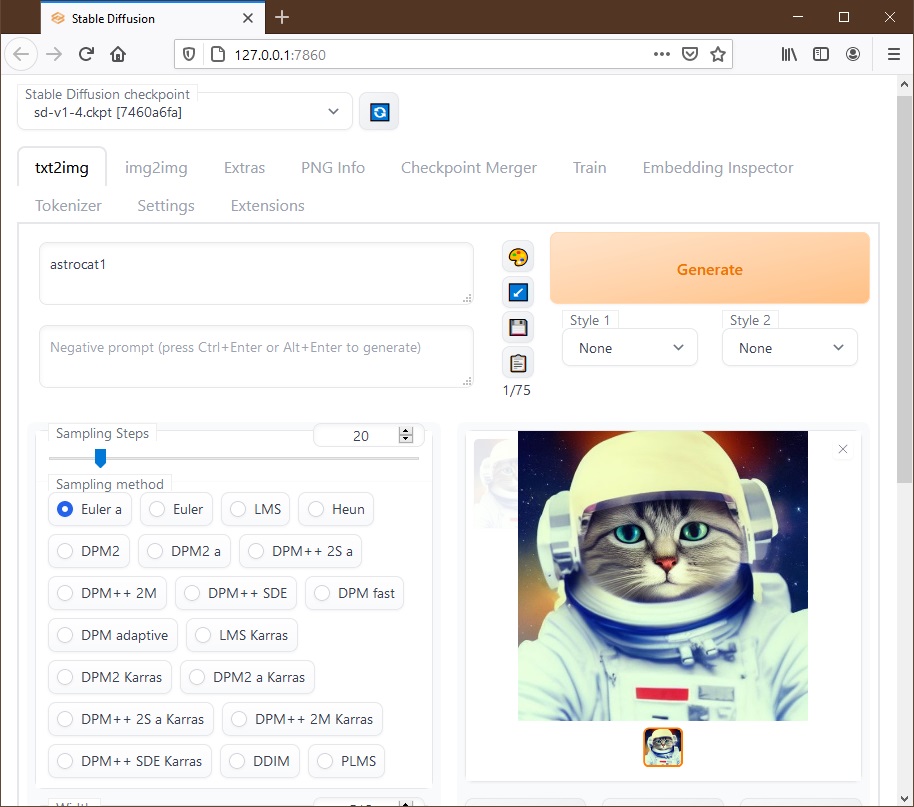 Stable Diffusion
127.0.0.1:7860
Stable Diffusion checkpoint
sd-v1-4.ckpt [7460a6fa]
txt2img img2img Extras PNG Info Checkpoint Merger Train Embedding Inspector
Tokenizer Settings Extensions
astrocat1
Generate
Style 1 Style 2
None None
Negative prompt (press Ctrl+Enter or Alt+Enter to generate)
1/75
Sampling Steps 20
Sampling method
Euler a Euler LMS Heun
DPM2 DPM2 a DPM++ 2S a
DPM++ 2M DPM++ SDE DPM fast
DPM adaptive LMS Karras
DPM2 Karras DPM2 a Karras
DPM++ 2S a Karras DPM++ 2M Karras
DPM++ SDE Karras DDIM PLMS
Width